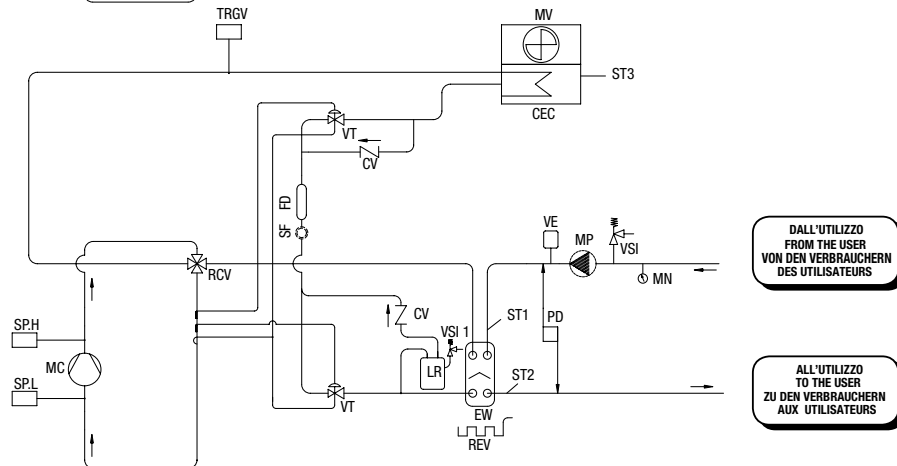 TRGV
MV
ST3
CEC
VT
CV
FD
SF
RCV
VE
MP
VSI
MN
DALL'UTILIZZO
FROM THE USER
VON DEN VERBRAUCHERN
DES UTILISATEURS
SP.H
MC
SP.L
CV
VSI 1
ST1
PD
LR
VT
ST2
EW
REV
ALL'UTILIZZO
TO THE USER
ZU DEN VERBRAUCHERN
AUX UTILISATEURS